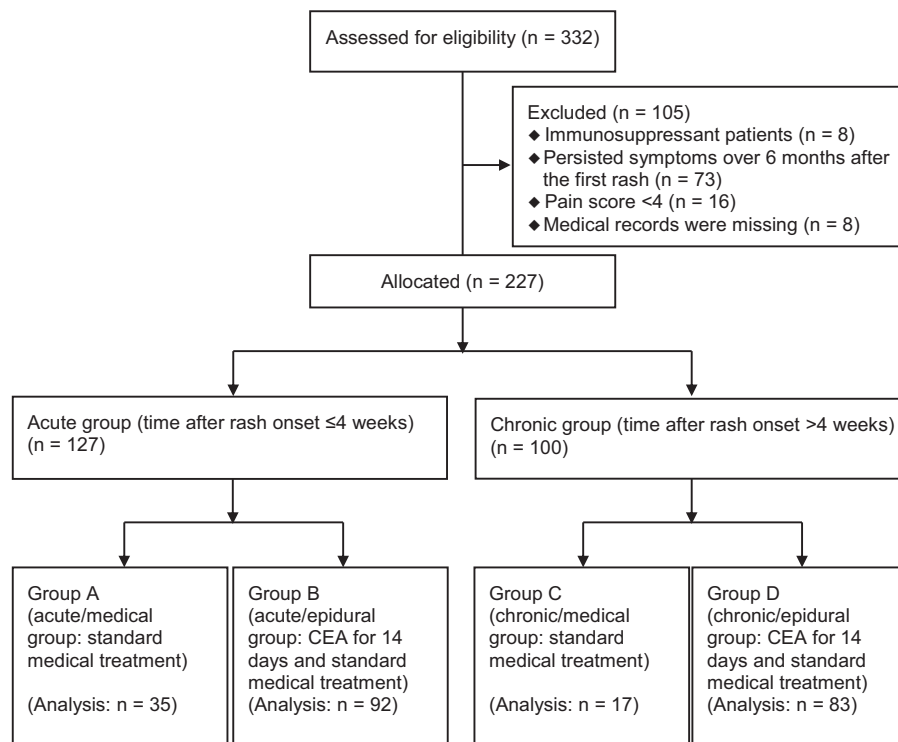 Assessed for eligibility (n = 332)
Excluded (n = 105)
◆ Immunosuppressant patients (n = 8)
◆ Persisted symptoms over 6 months after
the first rash (n = 73)
◆ Pain score <4 (n = 16)
◆ Medical records were missing (n = 8)
Allocated (n = 227)
Acute group (time after rash onset ≤4 weeks)
(n = 127)
Chronic group (time after rash onset >4 weeks)
(n = 100)
Group A
(acute/medical
group: standard
medical treatment)
(Analysis: n = 35)
Group B
(acute/epidural
group: CEA for 14
days and standard
medical treatment)
(Analysis: n = 92)
Group C
(chronic/medical
group: standard
medical treatment)
(Analysis: n = 17)
Group D
(chronic/epidural
group: CEA for 14
days and standard
medical treatment)
(Analysis: n = 83)